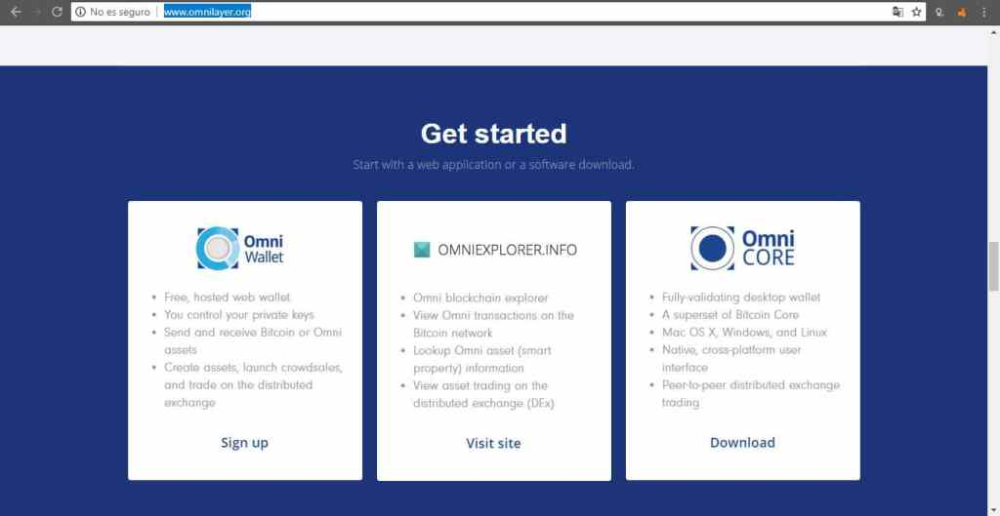 No es seguro | www.omnilayer.org
Get started
Start with a web application or a software download.
Omni
Wallet
• Free, hosted web wallet
• You control your private keys
• Send and receive Bitcoin or Omni
assets
• Create assets, launch crowdsales,
and trade on the distributed
exchange
Sign up
OMNIEXPLORER.INFO
• Omni blockchain explorer
• View Omni transactions on the
Bitcoin network
• Lookup Omni asset (smart
property) information
• View asset trading on the
distributed exchange (DEx)
Visit site
Omni
CORE
• Fully-validating desktop wallet
• A superset of Bitcoin Core
• Mac OS X, Windows, and Linux
• Native, cross-platform user
interface
• Peer-to-peer distributed exchange
trading
Download